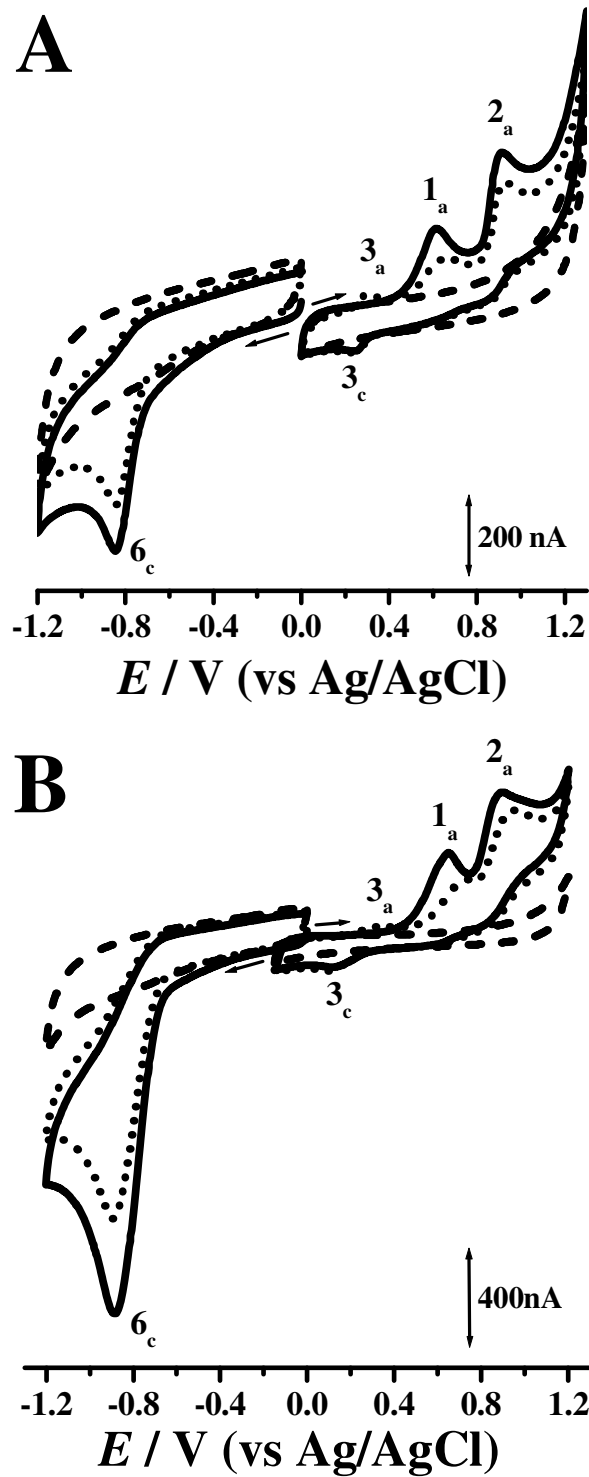 A
2a
1a
3a
3c
6c
200 nA
-1.2 -0.8 -0.4 0.0 0.4 0.8 1.2
E / V (vs Ag/AgCl)
B
2a
1a
3a
3c
6c
400nA
-1.2 -0.8 -0.4 0.0 0.4 0.8 1.2
E / V (vs Ag/AgCl)